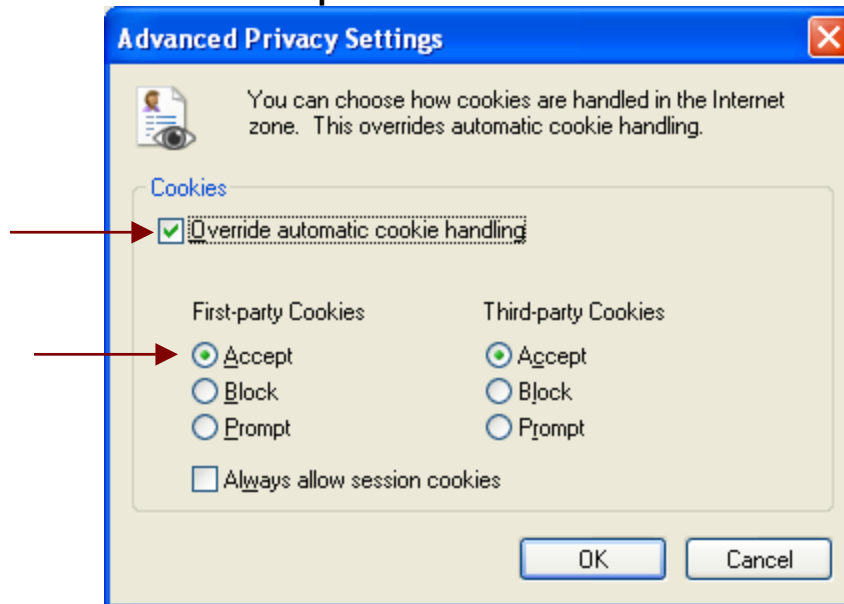 Advanced Privacy Settings
You can choose how cookies are handled in the Internet
zone. This overrides automatic cookie handling.
Cookies
Override automatic cookie handling
First-party Cookies Third-party Cookies
Accept Accept
Block Block
Prompt Prompt
Always allow session cookies
OK Cancel